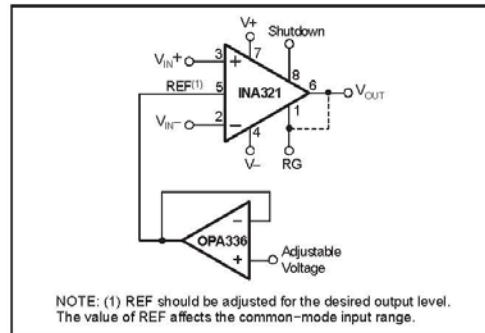 V+
Shutdown
VIN+
3
+
7
8
REF(1)
5
INA321
6
VOUT
VIN−
2
−
4
1
V−
RG
−
OPA336
+
Adjustable
Voltage
NOTE: (1) REF should be adjusted for the desired output level.
The value of REF affects the common−mode input range.